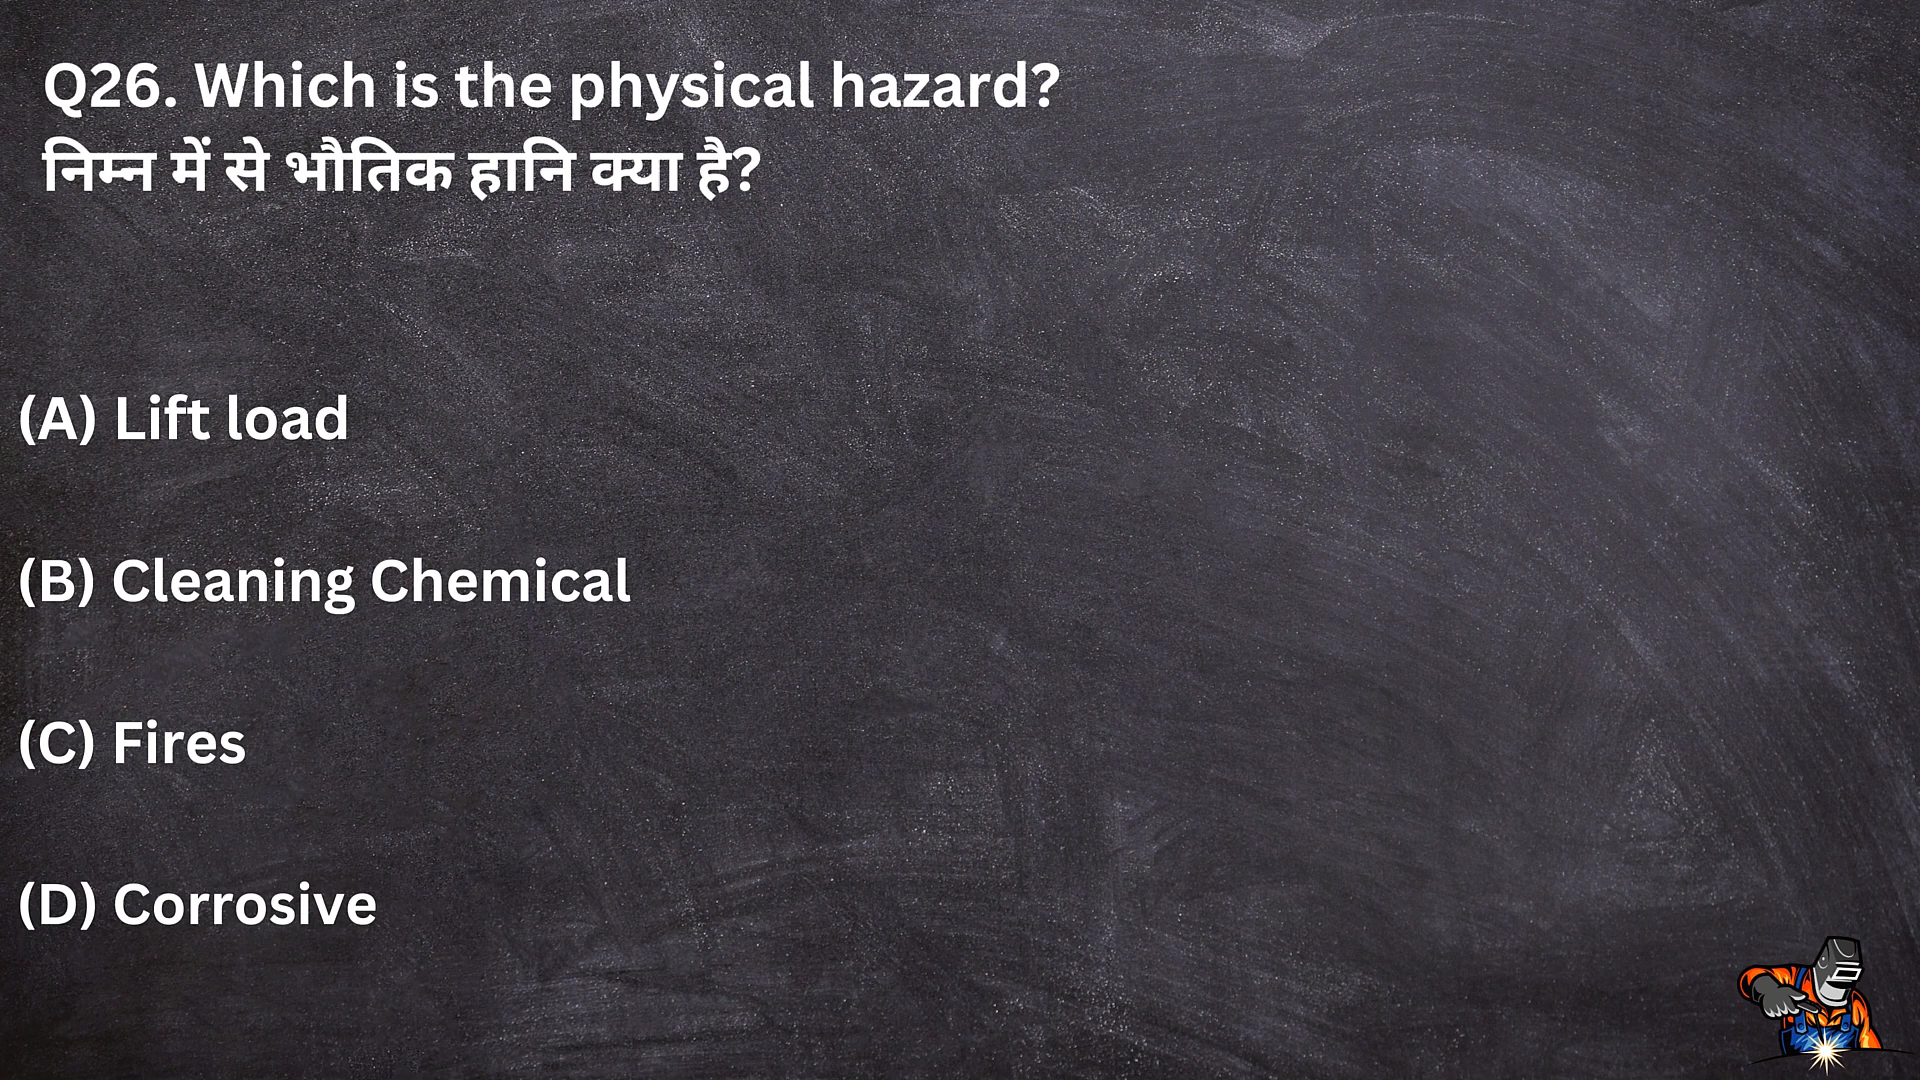 Q26. Which is the physical hazard?
निम्न में से भौतिक हानि क्या है?
(A) Lift load
(B) Cleaning Chemical
(C) Fires
(D) Corrosive